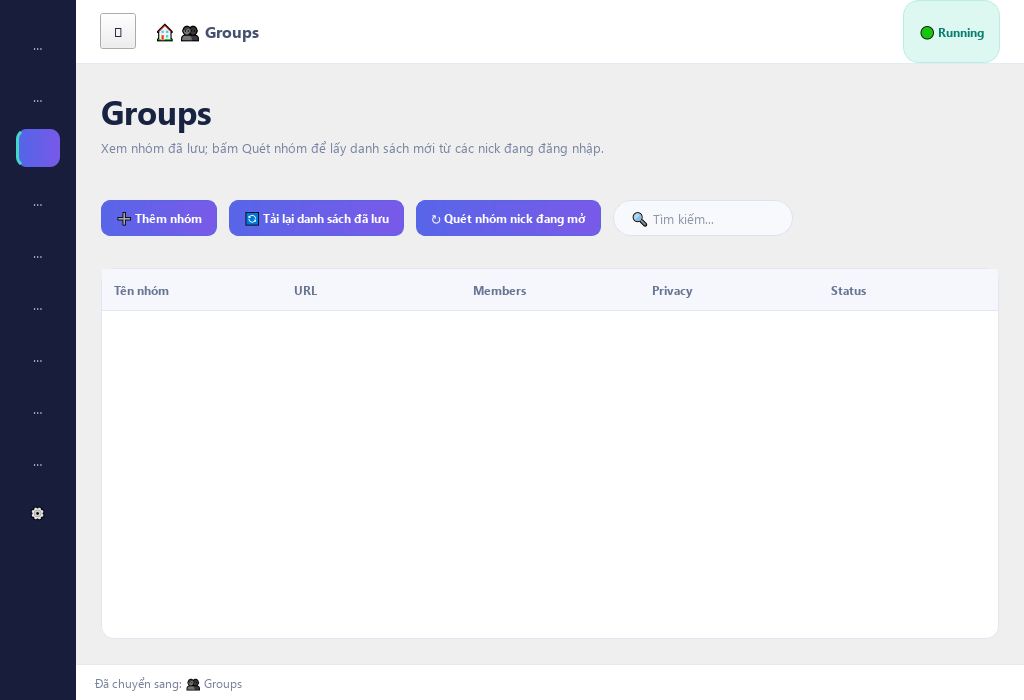 ...
...
...
...
...
...
...
...
🏠 👥 Groups
🟢 Running
Groups
Xem nhóm đã lưu; bấm Quét nhóm để lấy danh sách mới từ các nick đang đăng nhập.
➕ Thêm nhóm
🔄 Tải lại danh sách đã lưu
↻ Quét nhóm nick đang mở
🔍 Tìm kiếm...
Tên nhóm URL Members Privacy Status
Đã chuyển sang: 👥 Groups